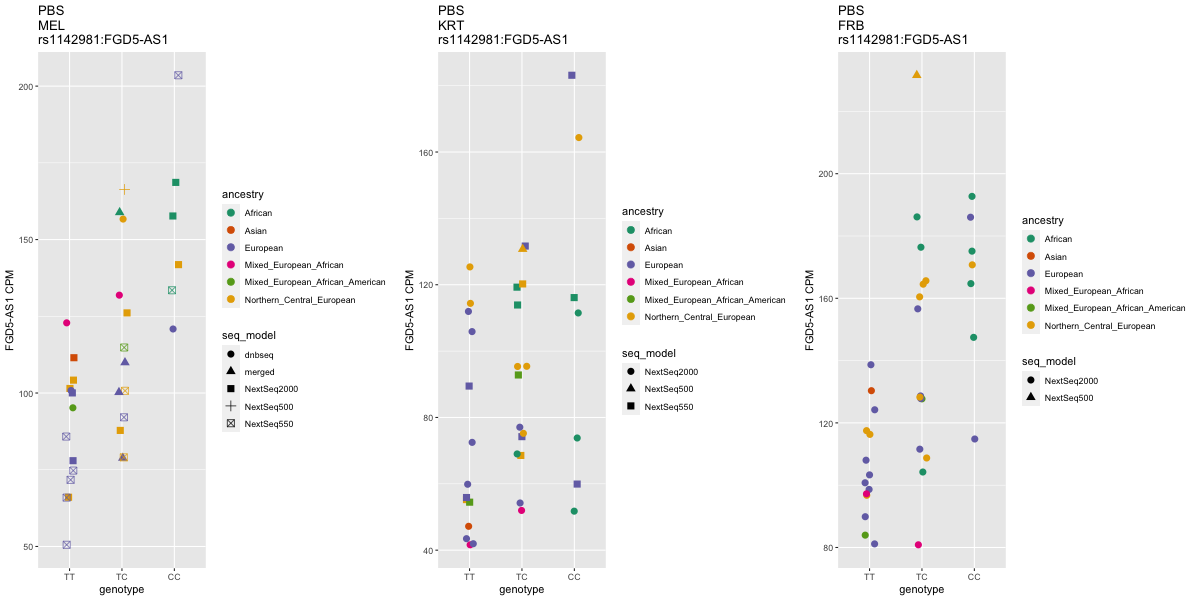 PBS
MEL
rs1142981:FGD5-AS1
200
150
100
50
FGD5-AS1 CPM
TT
TC
CC
genotype
ancestry
African
Asian
European
Mixed_European_African
Mixed_European_African_American
Northern_Central_European
seq_model
dnbseq
merged
NextSeq2000
NextSeq500
NextSeq550
PBS
KRT
rs1142981:FGD5-AS1
160
120
80
40
FGD5-AS1 CPM
TT
TC
CC
genotype
ancestry
African
Asian
European
Mixed_European_African
Mixed_European_African_American
Northern_Central_European
seq_model
NextSeq2000
NextSeq500
NextSeq550
PBS
FRB
rs1142981:FGD5-AS1
200
160
120
80
FGD5-AS1 CPM
TT
TC
CC
genotype
ancestry
African
Asian
European
Mixed_European_African
Mixed_European_African_American
Northern_Central_European
seq_model
NextSeq2000
NextSeq500